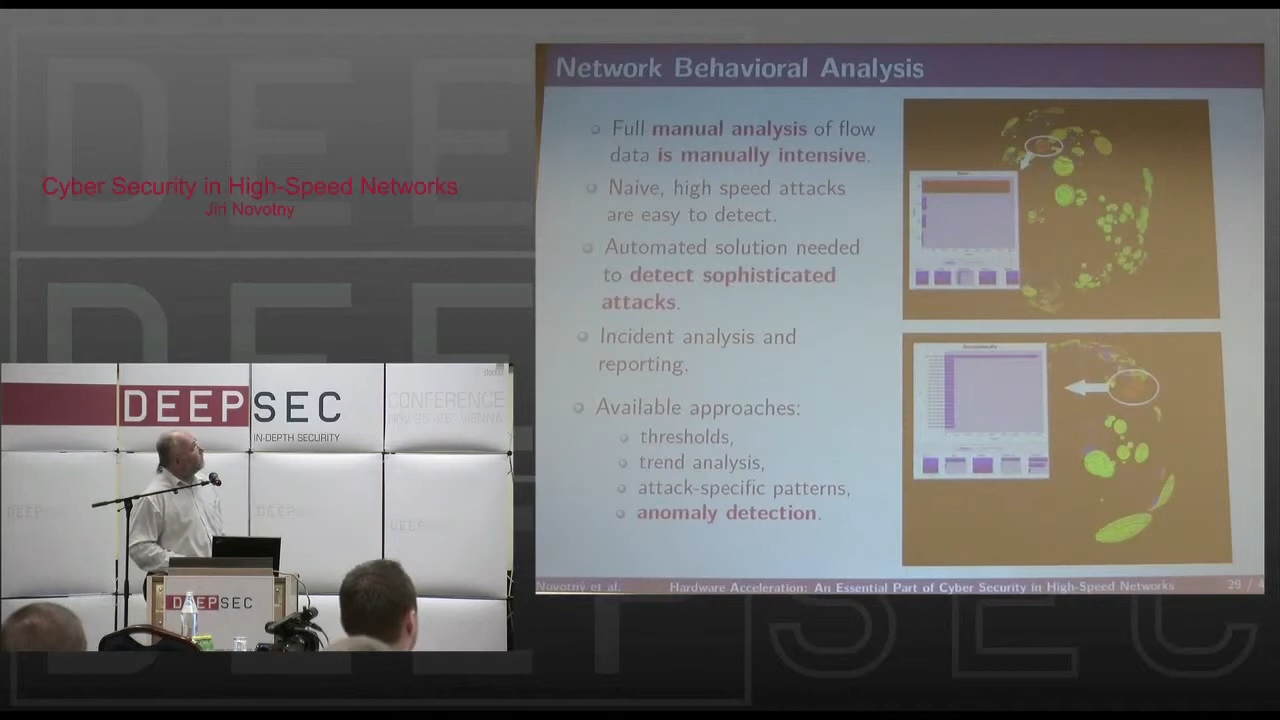 Cyber Security in High-Speed Networks
Jiri Novotny
DEEPSEC
IN-DEPTH SECURITY
CONFERENCE
DEEPSEC
Network Behavioral Analysis
Full manual analysis of flow
data is manually intensive.
Naive, high speed attacks
are easy to detect.
Automated solution needed
to detect sophisticated
attacks.
Incident analysis and
reporting.
Available approaches:
thresholds,
trend analysis,
attack-specific patterns,
anomaly detection.
Novotný et al.
Hardware Acceleration: An Essential Part of Cyber Security in High-Speed Networks
29 /
DEEPSEC